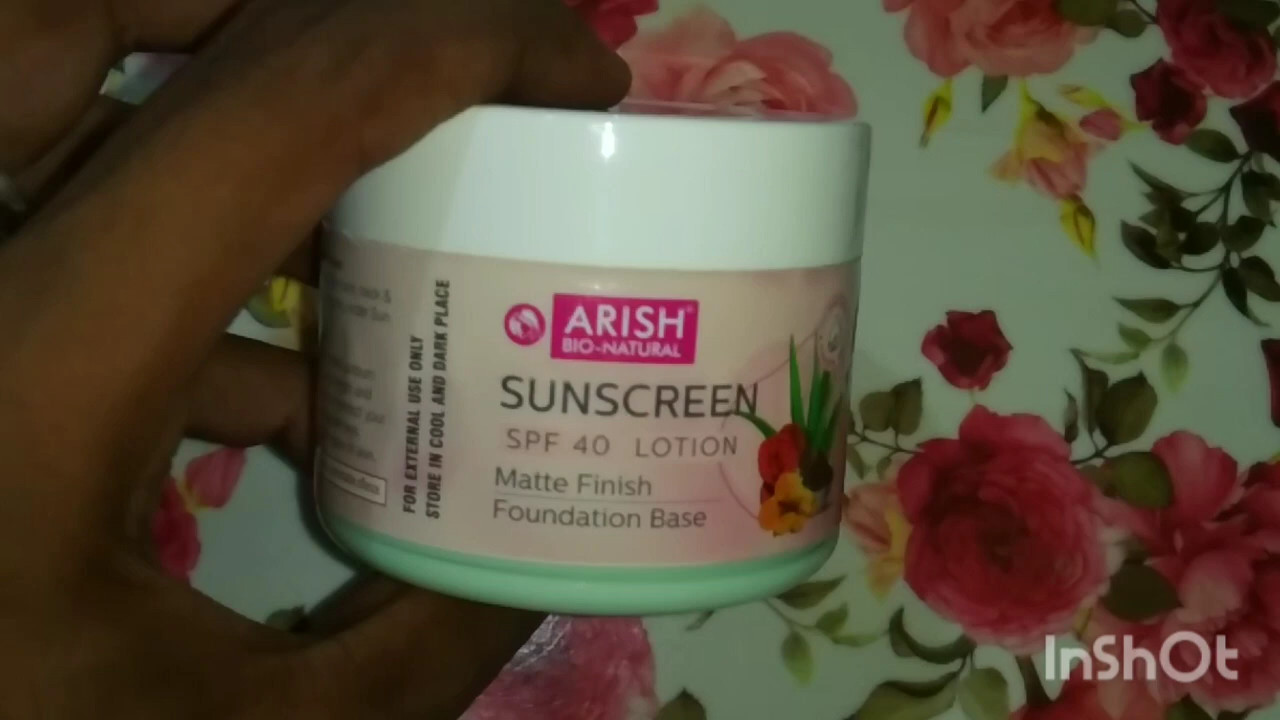 ARISH
BIO-NATURAL
SUNSCREEN
SPF 40 LOTION
Matte Finish
Foundation Base
FOR EXTERNAL USE ONLY
STORE IN COOL AND DARK PLACE
InShOt